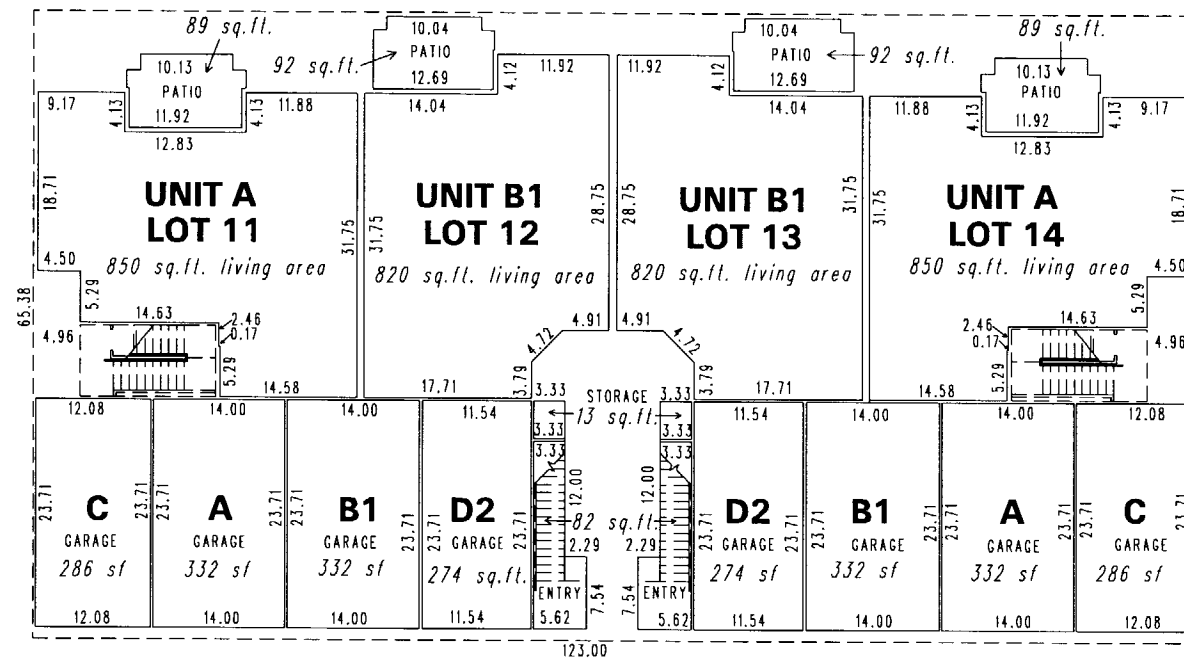 89 sq.ft.
10.04
10.04
89 sq.ft.
10.13
PATIO
92 sq.ft.
PATIO
12.69
4.12
11.92
11.92
4.12
PATIO
12.69
92 sq.ft.
10.13
PATIO
9.17
4.13
11.92
4.13
11.88
14.04
14.04
11.88
4.13
11.92
4.13
9.17
12.83
12.83
18.71
UNIT A
LOT 11
850 sq.ft. living area
31.75
31.75
UNIT B1
LOT 12
820 sq.ft. living area
28.75
28.75
UNIT B1
LOT 13
820 sq.ft. living area
31.75
31.75
UNIT A
LOT 14
850 sq.ft. living area
18.71
65.38
4.50
5.29
4.50
5.29
14.63
2.46
0.17
4.96
5.29
14.58
4.91
4.72
3.79
17.71
4.91
4.72
3.79
17.71
14.63
2.46
0.17
5.29
14.58
4.96
3.33
STORAGE
3.33
13 sq.ft.
3.33
3.33
3.33
3.33
12.08
14.00
14.00
11.54
11.54
14.00
14.00
12.08
23.71
C
GARAGE
286 sf
12.08
23.71
23.71
A
GARAGE
332 sf
14.00
B1
GARAGE
332 sf
14.00
23.71
23.71
D2
GARAGE
274 sq.ft.
11.54
23.71
12.00
82 sq.ft.
12.00
2.29
2.29
ENTRY
7.54
5.62
7.54
ENTRY
5.62
23.71
D2
GARAGE
274 sf
11.54
23.71
B1
GARAGE
332 sf
14.00
23.71
23.71
A
GARAGE
332 sf
14.00
23.71
23.71
C
GARAGE
286 sf
12.08
23.71
123.00